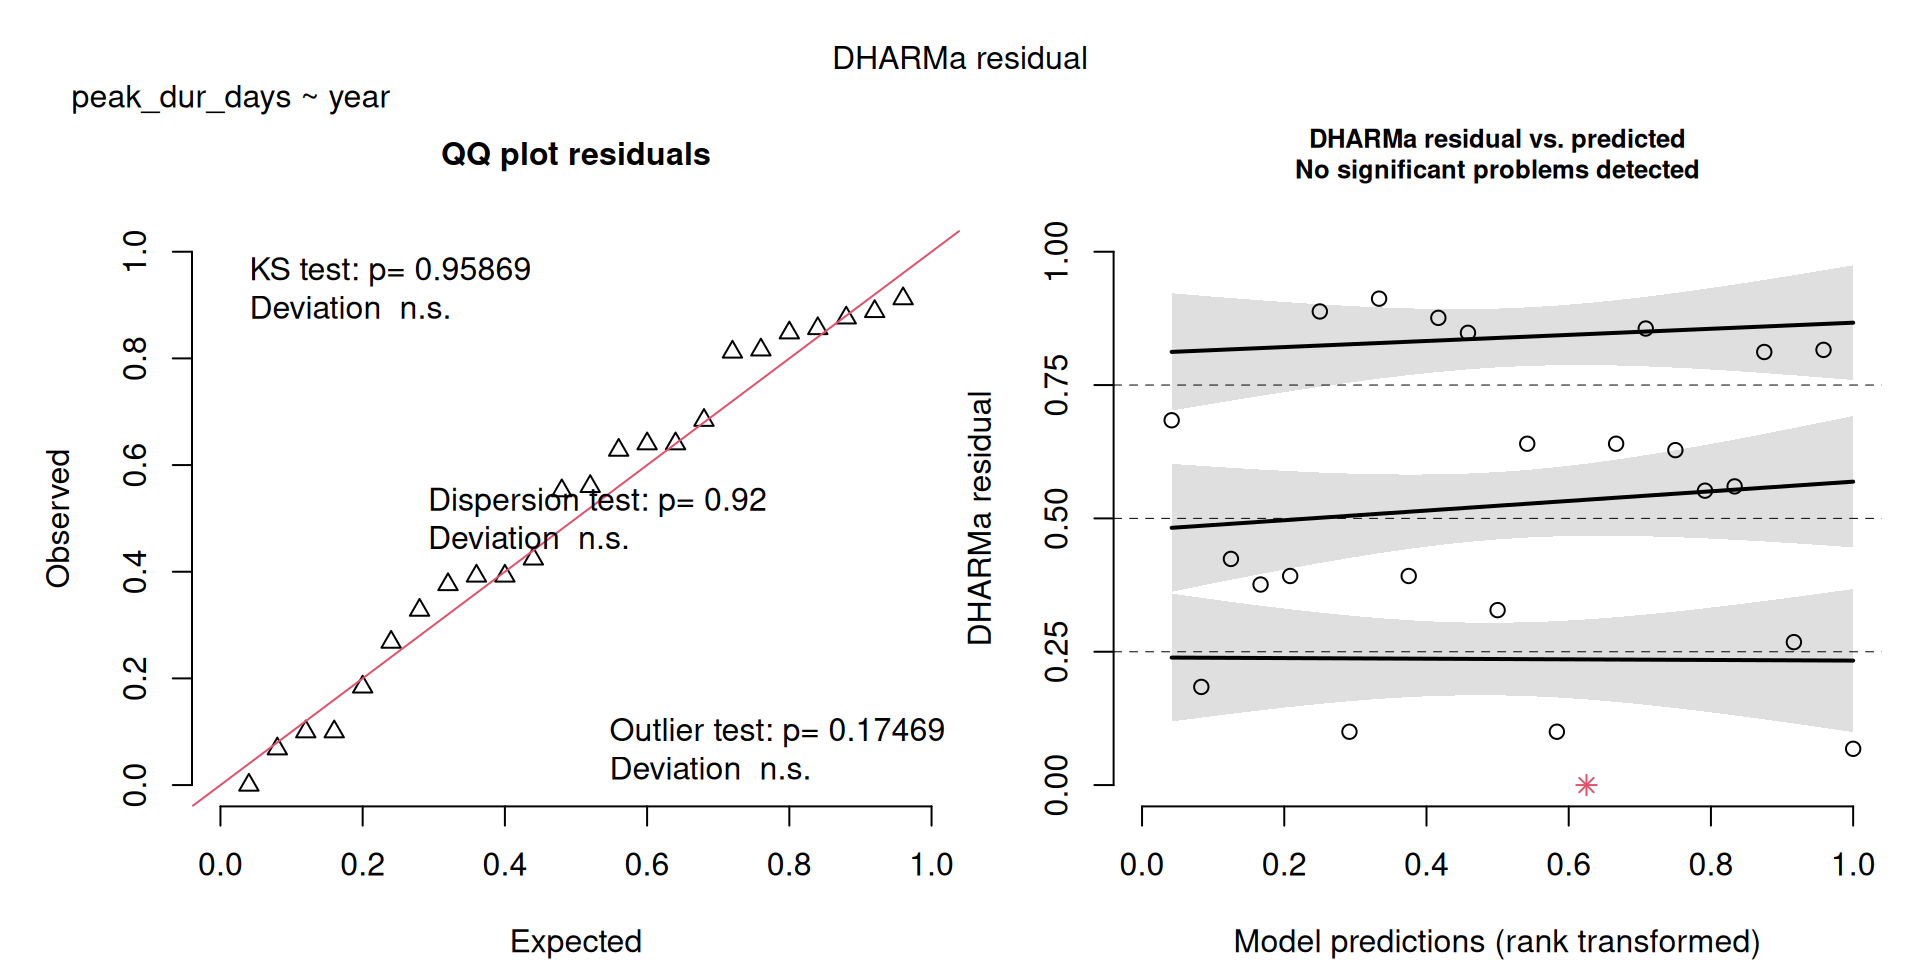 DHARMa residual
peak_dur_days ~ year
QQ plot residuals
KS test: p= 0.95869
Deviation  n.s.
Dispersion test: p= 0.92
Deviation  n.s.
Outlier test: p= 0.17469
Deviation  n.s.
Observed
0.0 0.2 0.4 0.6 0.8 1.0
0.0 0.2 0.4 0.6 0.8 1.0
Expected
DHARMa residual vs. predicted
No significant problems detected
DHARMa residual
0.00 0.25 0.50 0.75 1.00
0.0 0.2 0.4 0.6 0.8 1.0
Model predictions (rank transformed)